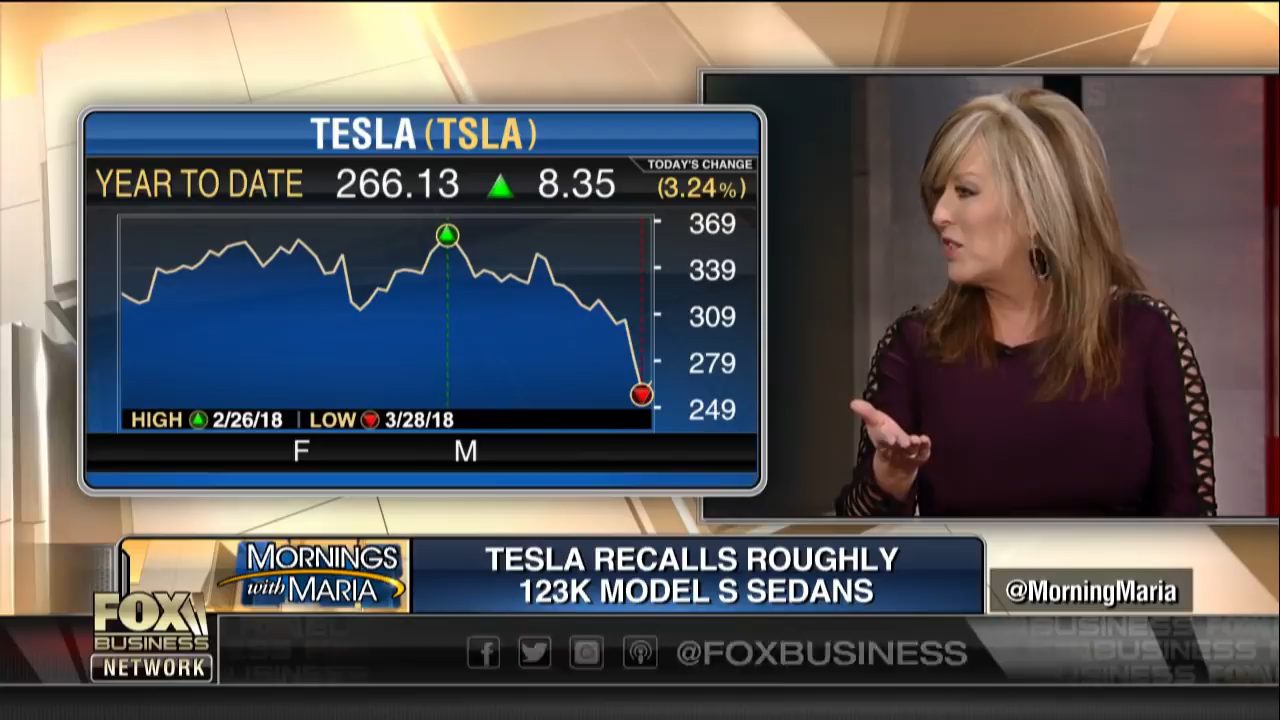 TESLA (TSLA)
YEAR TO DATE 266.13 8.35
TODAY'S CHANGE
(3.24%)
369
339
309
279
249
HIGH 2/26/18 | LOW 3/28/18
F M
MORNINGS
with MARIA
TESLA RECALLS ROUGHLY
123K MODEL S SEDANS
@MorningMaria
FOX
BUSINESS
NETWORK
@FOXBUSINESS
BUSINESS
BUSINESS